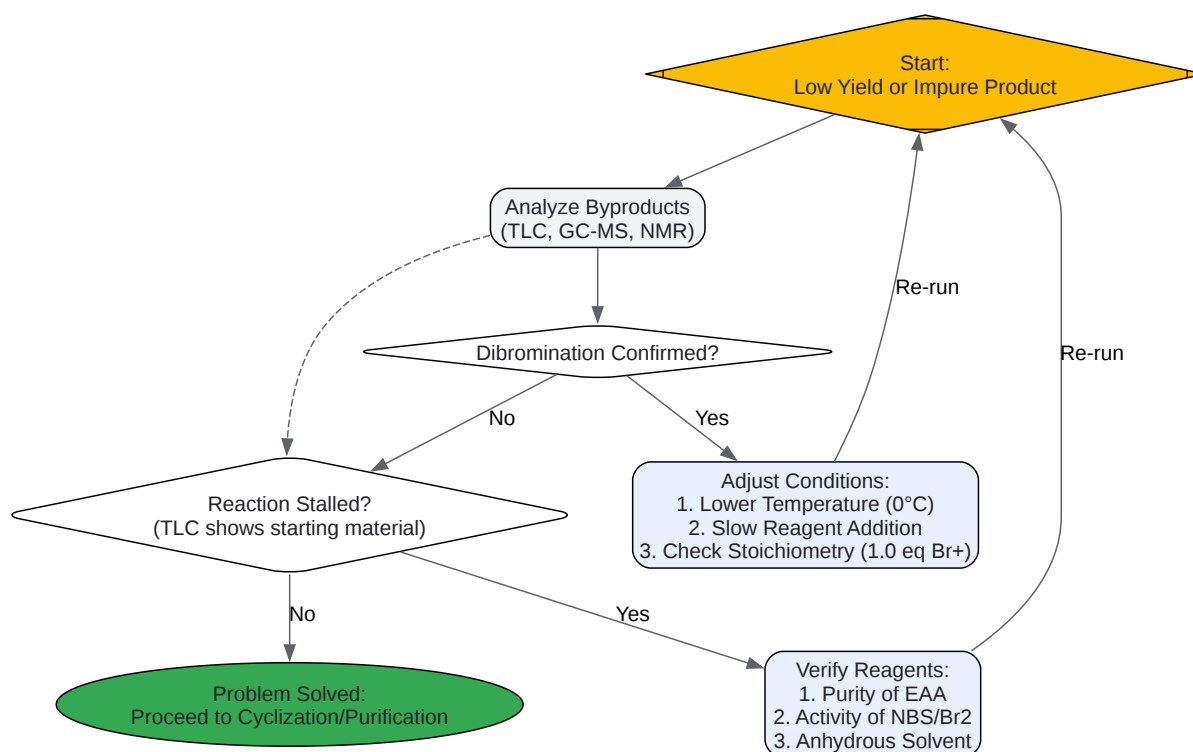 Start:
Low Yield or Impure Product
Analyze Byproducts
(TLC, GC-MS, NMR)
Re-run
Re-run
Dibromination Confirmed?
No
Yes
Adjust Conditions:
1. Lower Temperature (0°C)
2. Slow Reagent Addition
3. Check Stoichiometry (1.0 eq Br+)
Reaction Stalled?
(TLC shows starting material)
No
Yes
Problem Solved:
Proceed to Cyclization/Purification
Verify Reagents:
1. Purity of EAA
2. Activity of NBS/Br2
3. Anhydrous Solvent